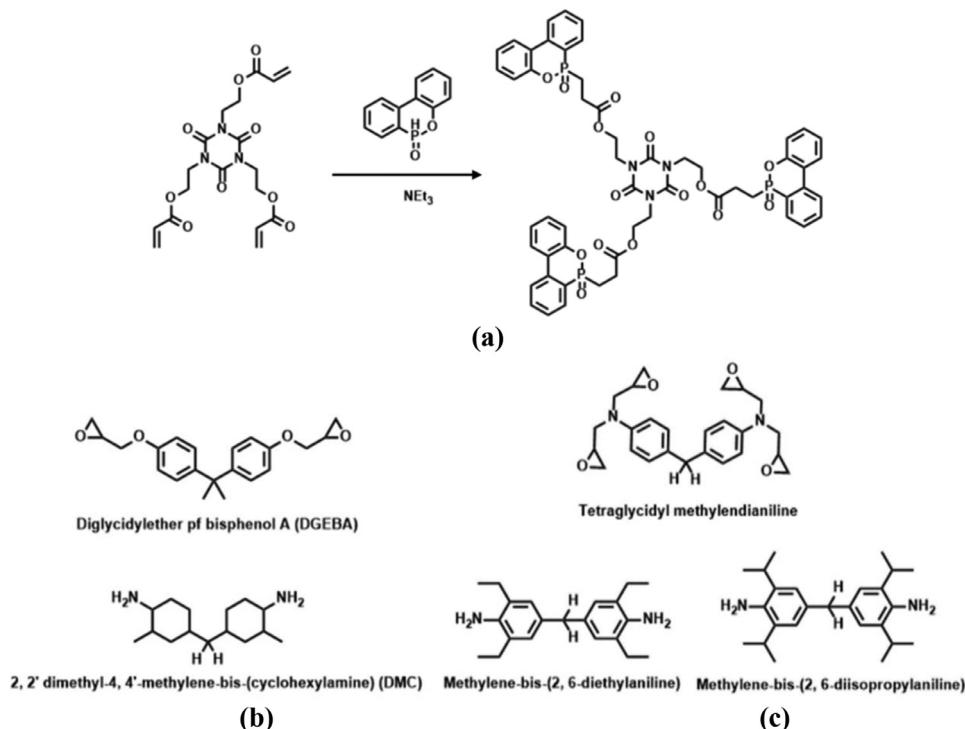 NEt₃
(a)
Diglycidylether pf bisphenol A (DGEBA)
Tetraglycidyl methylendianiline
2, 2' dimethyl-4, 4'-methylene-bis-(cyclohexylamine) (DMC)
Methylene-bis-(2, 6-diethylaniline)
Methylene-bis-(2, 6-diisopropylaniline)
(b)
(c)